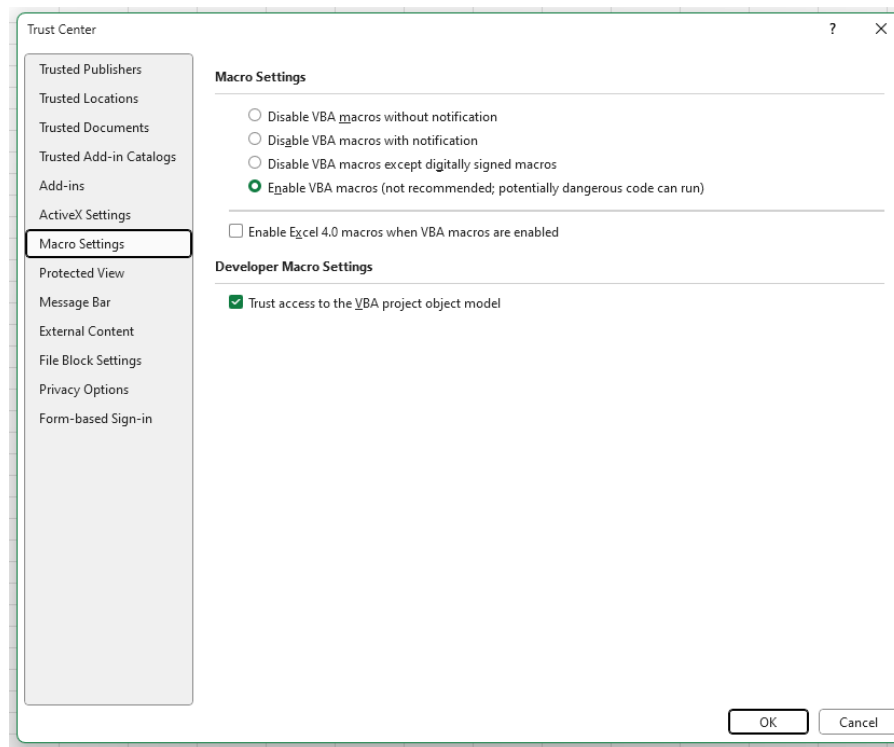 Trust Center
?
Trusted Publishers
Trusted Locations
Trusted Documents
Trusted Add-in Catalogs
Add-ins
ActiveX Settings
Macro Settings
Protected View
Message Bar
External Content
File Block Settings
Privacy Options
Form-based Sign-in
Macro Settings
Disable VBA macros without notification
Disable VBA macros with notification
Disable VBA macros except digitally signed macros
Enable VBA macros (not recommended; potentially dangerous code can run)
Enable Excel 4.0 macros when VBA macros are enabled
Developer Macro Settings
Trust access to the VBA project object model
OK
Cancel